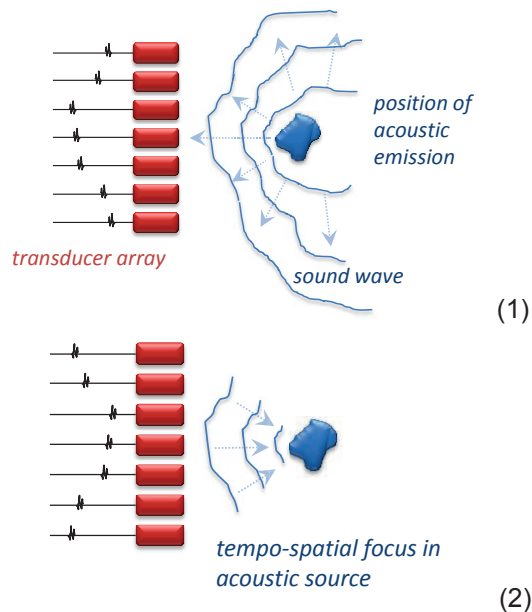 position of
acoustic
emission
transducer array
sound wave
(1)
tempo-spatial focus in
acoustic source
(2)